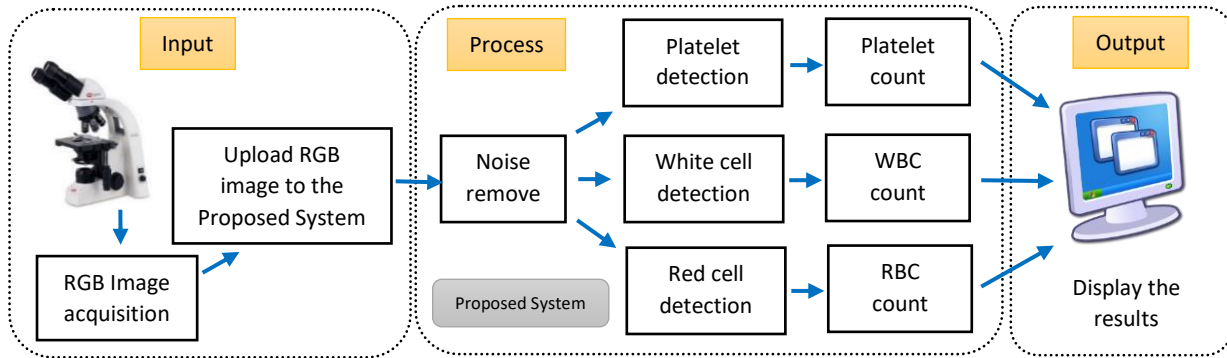 Input
RGB Image
acquisition
Upload RGB
image to the
Proposed System
Process
Noise
remove
Platelet
detection
Platelet
count
White cell
detection
WBC
count
Red cell
detection
RBC
count
Proposed System
Output
Display the
results